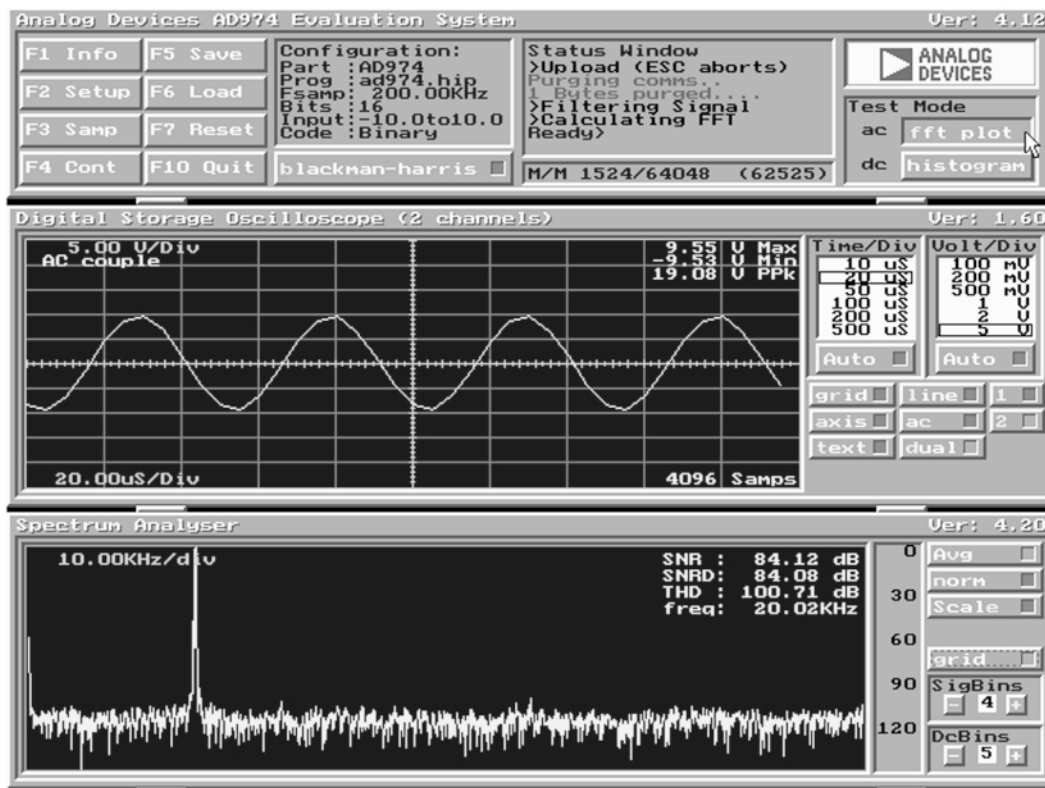 Analog Devices AD974 Evaluation System Ver: 4.12
F1 Info F5 Save
F2 Setup F6 Load
F3 Samp F7 Reset
F4 Cont F10 Quit
Configuration:
Part :AD974
Prog :ad974.hip
Fsamp: 200.00KHz
Bits :16
Input:-10.0to10.0
Code :Binary
blackman-harris
Status Window
>Upload (ESC aborts)
Purging comms..
1 Bytes purged....
>Filtering Signal
>Calculating FFT
Ready>
M/M 1524/64048 (62525)
ANALOG
DEVICES
Test Mode
ac fft plot
dc histogram
Digital Storage Oscilloscope (2 channels) Ver: 1.60
5.00 V/Div
AC couple
9.55 V Max
-9.53 V Min
19.08 V PPk
20.00uS/Div
4096 Samps
Time/Div
10 uS
20 uS
50 uS
100 uS
200 uS
500 uS
Auto
Volt/Div
100 mV
200 mV
500 mV
1 V
2 V
5 V
Auto
grid line 1
axis ac 2
text dual
Spectrum Analyser Ver: 4.20
10.00KHz/div
SNR : 84.12 dB
SNRD: 84.08 dB
THD : 100.71 dB
freq: 20.02KHz
0
30
60
90
120
Avg
norm
Scale
grid
SigBins
- 4 +
DcBins
- 5 +